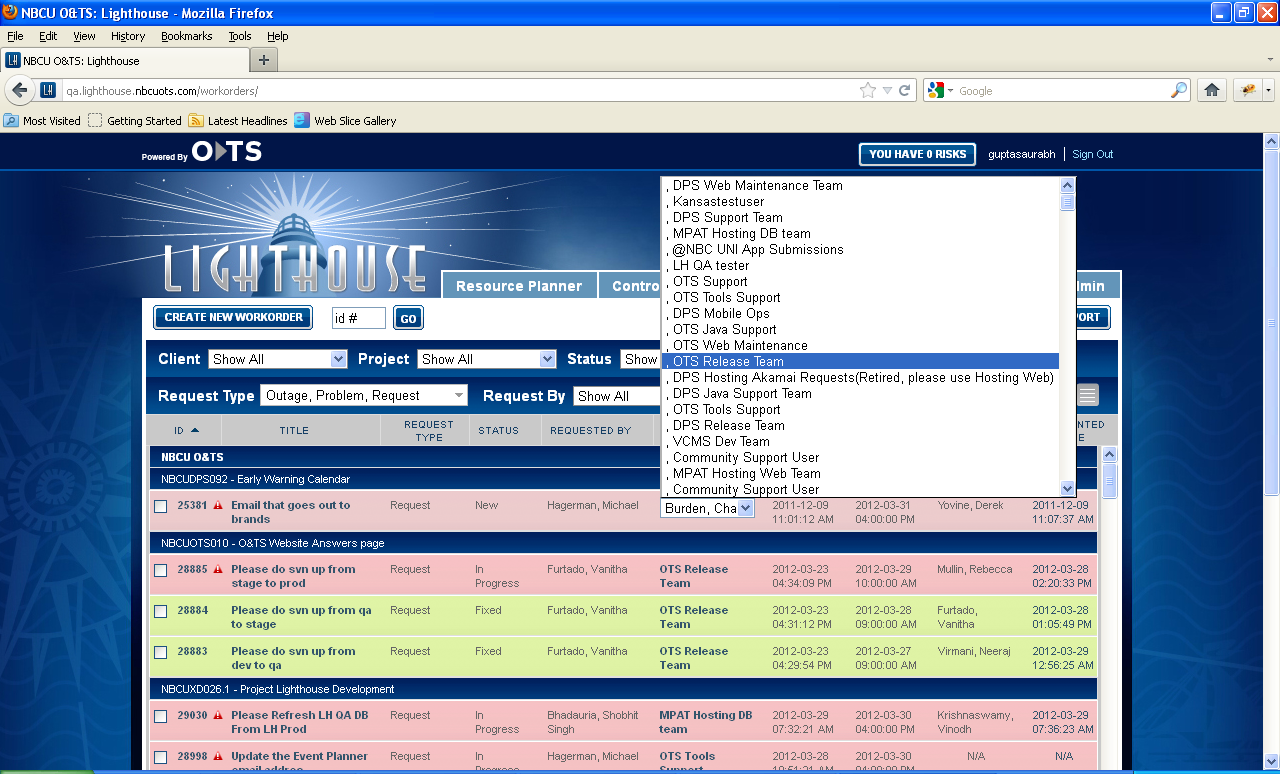 NBCU O&TS: Lighthouse - Mozilla Firefox
File Edit View History Bookmarks Tools Help
LH NBCU O&TS: Lighthouse
LH qa.lighthouse.nbcuots.com/workorders/ Google
Most Visited Getting Started Latest Headlines Web Slice Gallery
Powered By O TS YOU HAVE 0 RISKS guptasaurabh Sign Out
LIGHTHOUSE
Resource Planner Contro dmin
CREATE NEW WORKORDER id # GO PORT
Client Show All Project Show All Status Show
Request Type Outage, Problem, Request Request By Show All
, DPS Web Maintenance Team
, Kansastestuser
, DPS Support Team
, MPAT Hosting DB team
, @NBC UNI App Submissions
, LH QA tester
, OTS Support
, OTS Tools Support
, DPS Mobile Ops
, OTS Java Support
, OTS Web Maintenance
, OTS Release Team
, DPS Hosting Akamai Requests(Retired, please use Hosting Web)
, DPS Java Support Team
, OTS Tools Support
, DPS Release Team
, VCMS Dev Team
, Community Support User
, MPAT Hosting Web Team
, Community Support User
ID TITLE REQUEST STATUS REQUESTED BY NTED
TYPE E
NBCU O&TS
NBCUDPS092 - Early Warning Calendar
25381 Email that goes out to Request New Hagerman, Michael Burden, Cha 2011-12-09 2012-03-31 Yovine, Derek 2011-12-09
brands 11:01:12 AM 04:00:00 PM 11:07:37 AM
NBCUOTS010 - O&TS Website Answers page
28885 Please do svn up from Request In Furtado, Vanitha OTS Release 2012-03-23 2012-03-29 Mullin, Rebecca 2012-03-28
stage to prod Progress Team 04:34:09 PM 10:00:00 AM 02:20:33 PM
28884 Please do svn up from qa Request Fixed Furtado, Vanitha OTS Release 2012-03-23 2012-03-28 Furtado, 2012-03-28
to stage Team 04:31:12 PM 09:00:00 AM Vanitha 01:05:49 PM
28883 Please do svn up from Request Fixed Furtado, Vanitha OTS Release 2012-03-23 2012-03-27 Virmani, Neeraj 2012-03-29
dev to qa Team 04:29:54 PM 09:00:00 AM 12:56:25 AM
NBCUXD026.1 - Project Lighthouse Development
29030 Please Refresh LH QA DB Request In Bhadauria, Shobhit MPAT Hosting DB 2012-03-29 2012-03-30 Krishnaswamy, 2012-03-29
From LH Prod Progress Singh team 07:32:21 AM 04:00:00 PM Vinodh 07:36:23 AM
28998 Update the Event Planner Request In Hagerman, Michael OTS Tools 2012-03-28 2012-03-30 N/A N/A